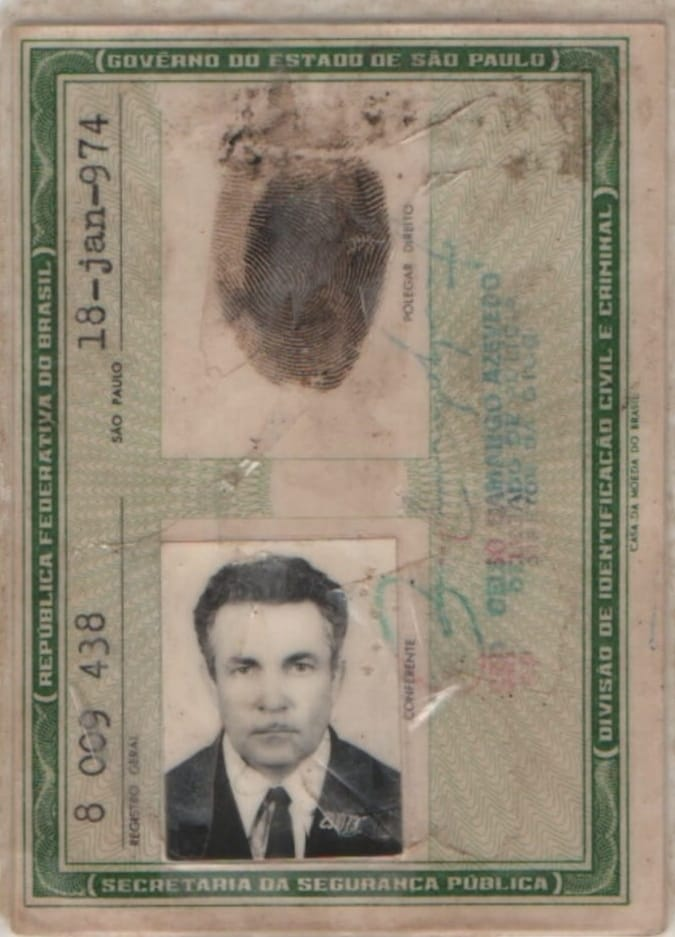 GOVÊRNO DO ESTADO DE SÃO PAULO
REPÚBLICA FEDERATIVA DO BRASIL
18-jan-974
SÃO PAULO
POLEGAR DIREITO
8 009 438
REGISTRO GERAL
CONFERENTE
AZEVEDO
DIVISÃO DE IDENTIFICAÇÃO CIVIL E CRIMINAL
CASA DA MOEDA DO BRASIL
SECRETARIA DA SEGURANÇA PÚBLICA